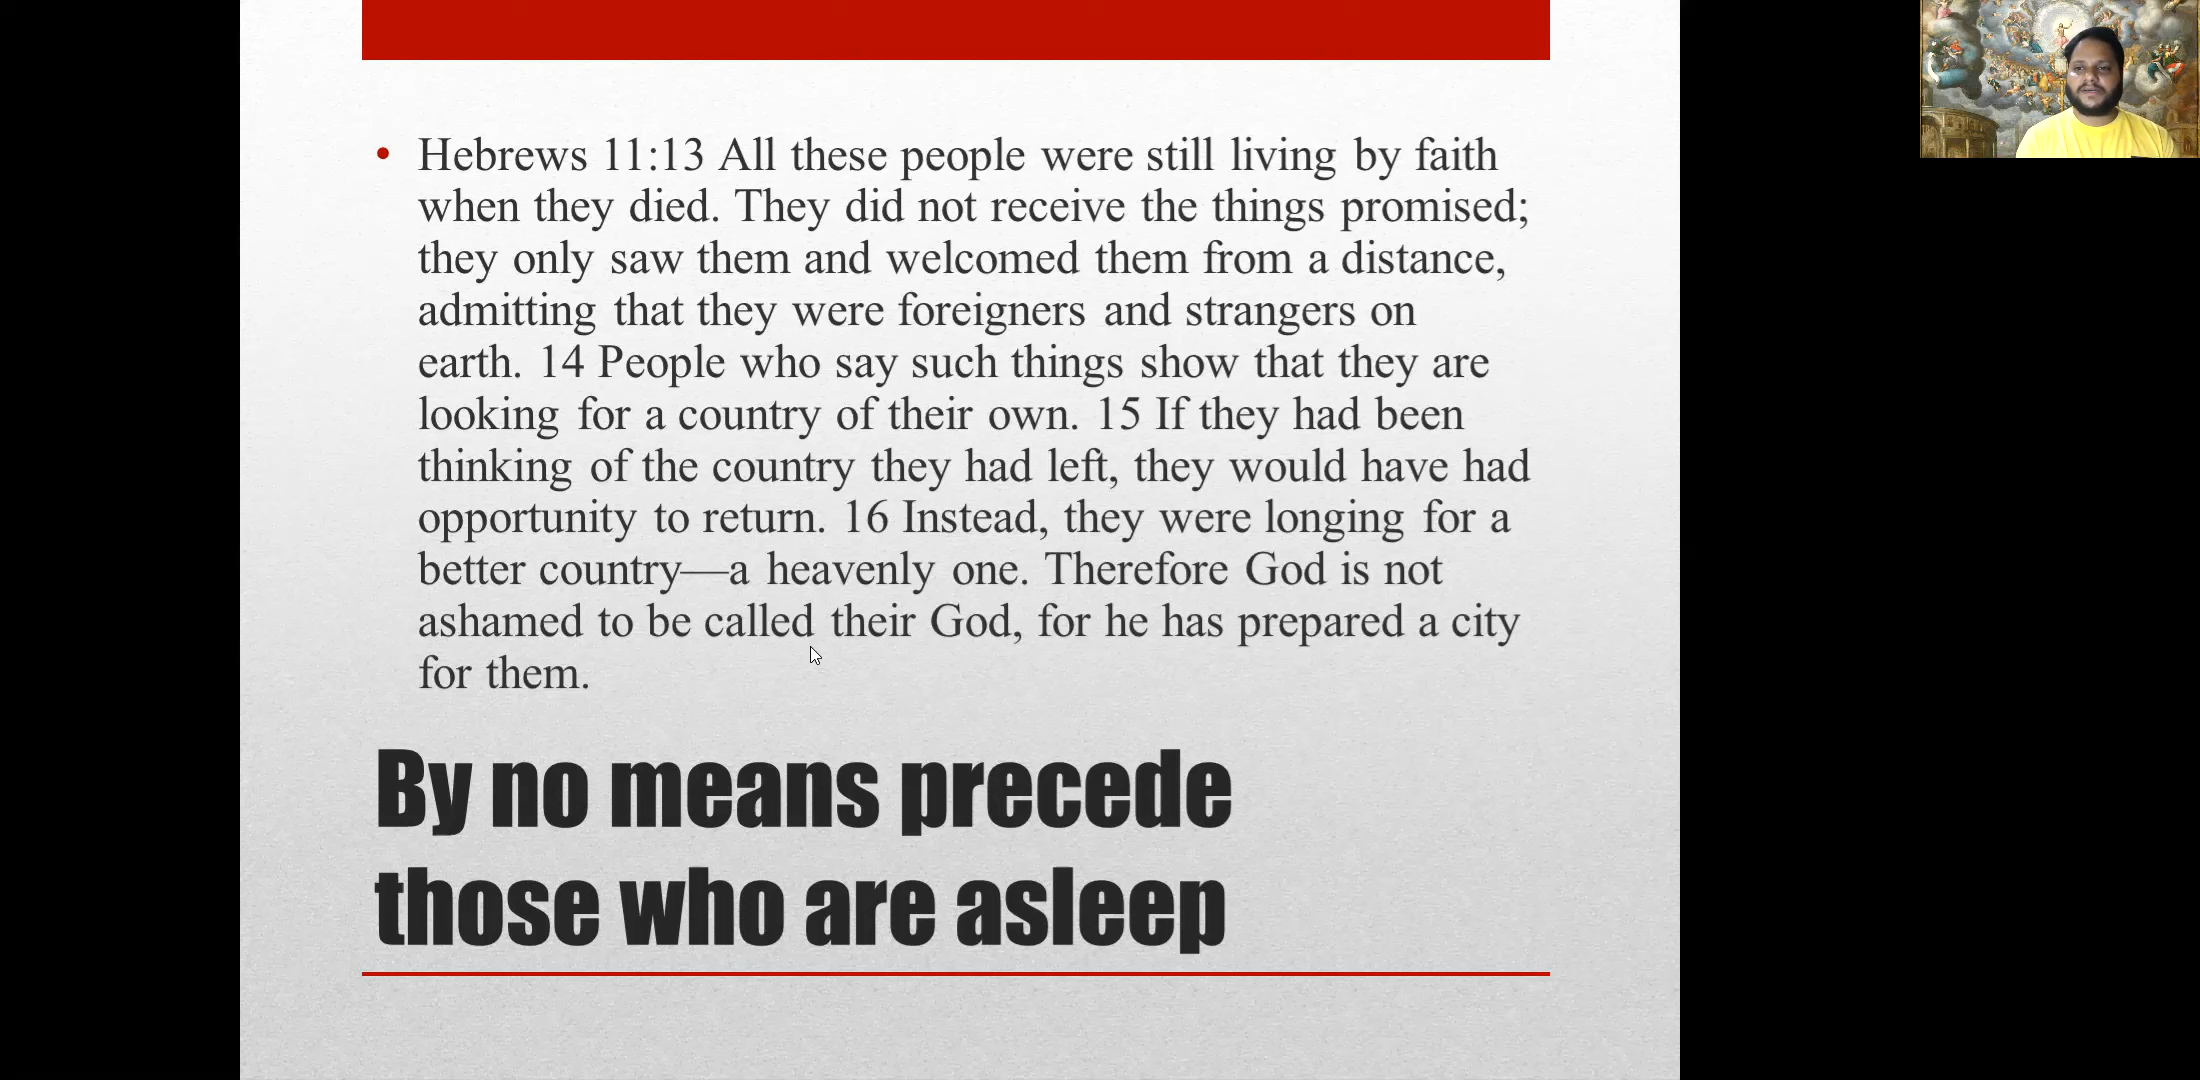 • Hebrews 11:13 All these people were still living by faith
when they died. They did not receive the things promised;
they only saw them and welcomed them from a distance,
admitting that they were foreigners and strangers on
earth. 14 People who say such things show that they are
looking for a country of their own. 15 If they had been
thinking of the country they had left, they would have had
opportunity to return. 16 Instead, they were longing for a
better country—a heavenly one. Therefore God is not
ashamed to be called their God, for he has prepared a city
for them.
By no means precede
those who are asleep